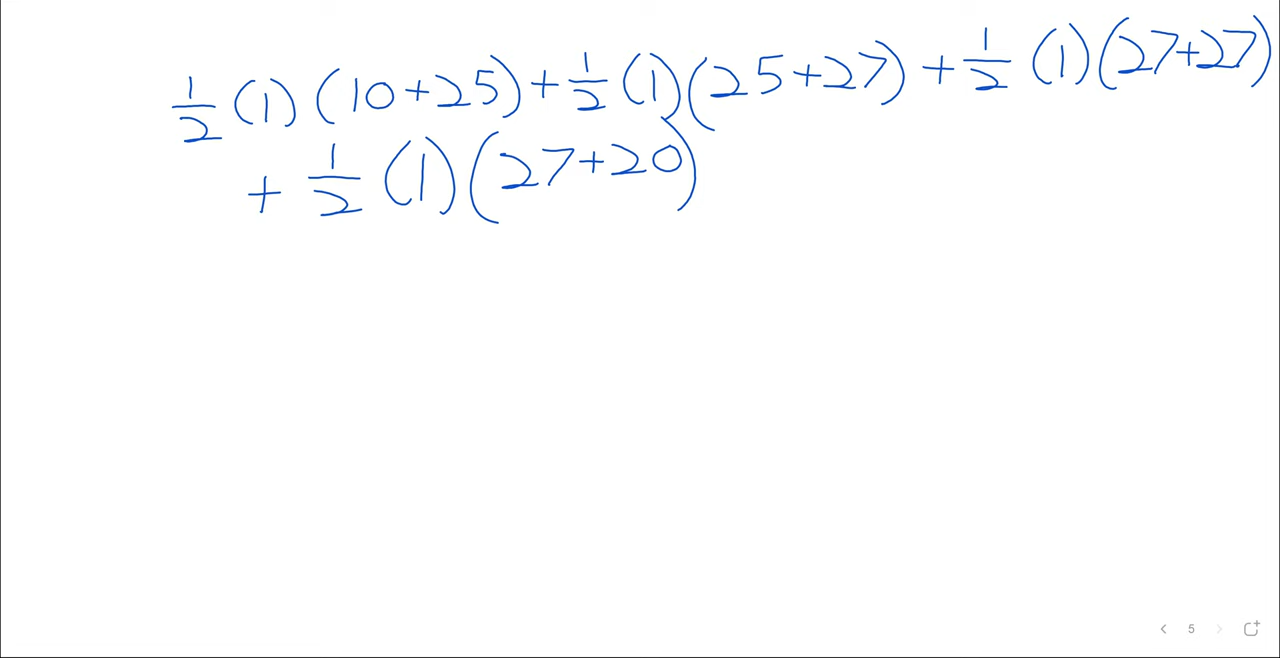 ½ (1) (10+25) + ½ (1) (25+27) + ½ (1) (27+27)
+ ½ (1) (27+20)
5